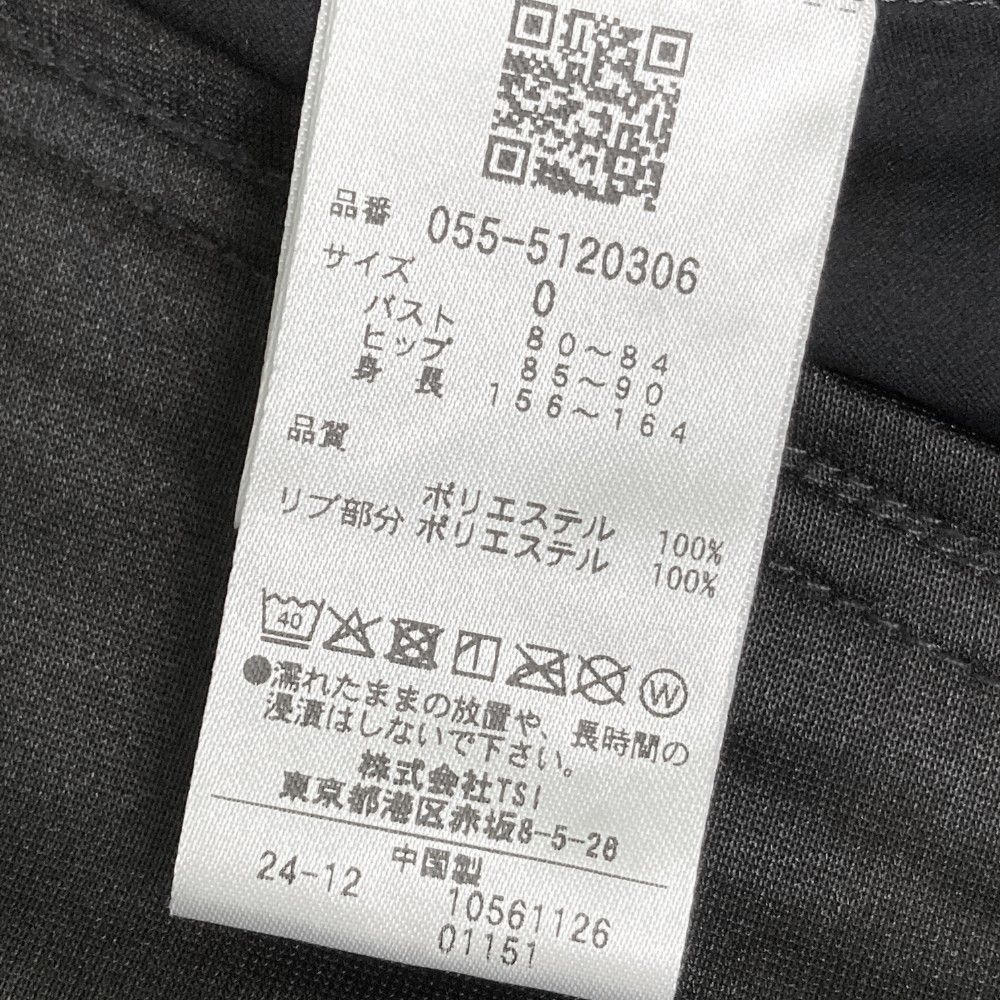 品番 055-5120306
サイズ 0
バスト 80～84
ヒップ 85～90
身長 156～164
品質
ポリエステル 100%
リブ部分 ポリエステル 100%
40
W
●濡れたままの放置や、長時間の
浸漬はしないで下さい。
株式会社TSI
東京都港区赤坂8-5-28
中国製
24-12 10561126
01151